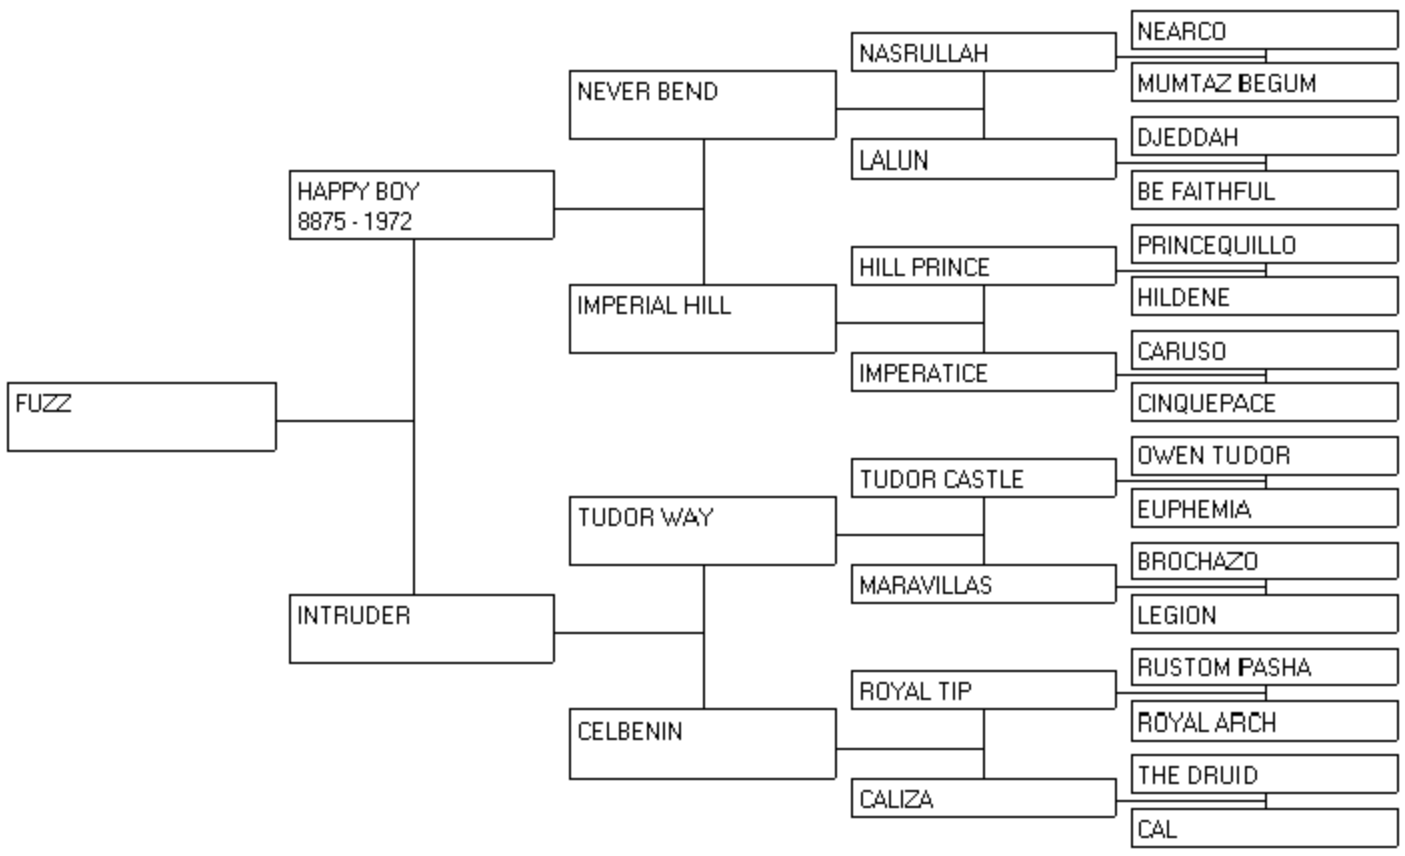 NEARCO
NASRULLAH
MUMTAZ BEGUM
NEVER BEND
DJEDDAH
LALUN
BE FAITHFUL
HAPPY BOY
8875 - 1972
PRINCEQUILLO
HILL PRINCE
HILDENE
IMPERIAL HILL
CARUSO
IMPERATICE
CINQUEPACE
FUZZ
OWEN TUDOR
TUDOR CASTLE
EUPHEMIA
TUDOR WAY
BROCHAZO
MARAVILLAS
LEGION
INTRUDER
RUSTOM PASHA
ROYAL TIP
ROYAL ARCH
CELBENIN
THE DRUID
CALIZA
CAL